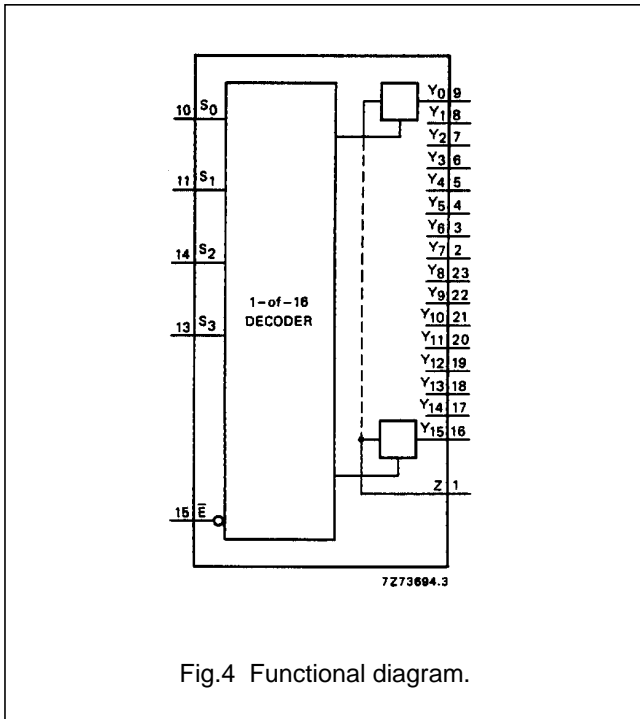 Y0 9
10 S0
Y1 8
Y2 7
Y3 6
11 S1
Y4 5
Y5 4
Y6 3
14 S2
Y7 2
Y8 23
1-of-16
Y9 22
DECODER
Y10 21
13 S3
Y11 20
Y12 19
Y13 18
Y14 17
Y15 16
Z 1
15 E̅
7Z73694.3
Fig.4 Functional diagram.